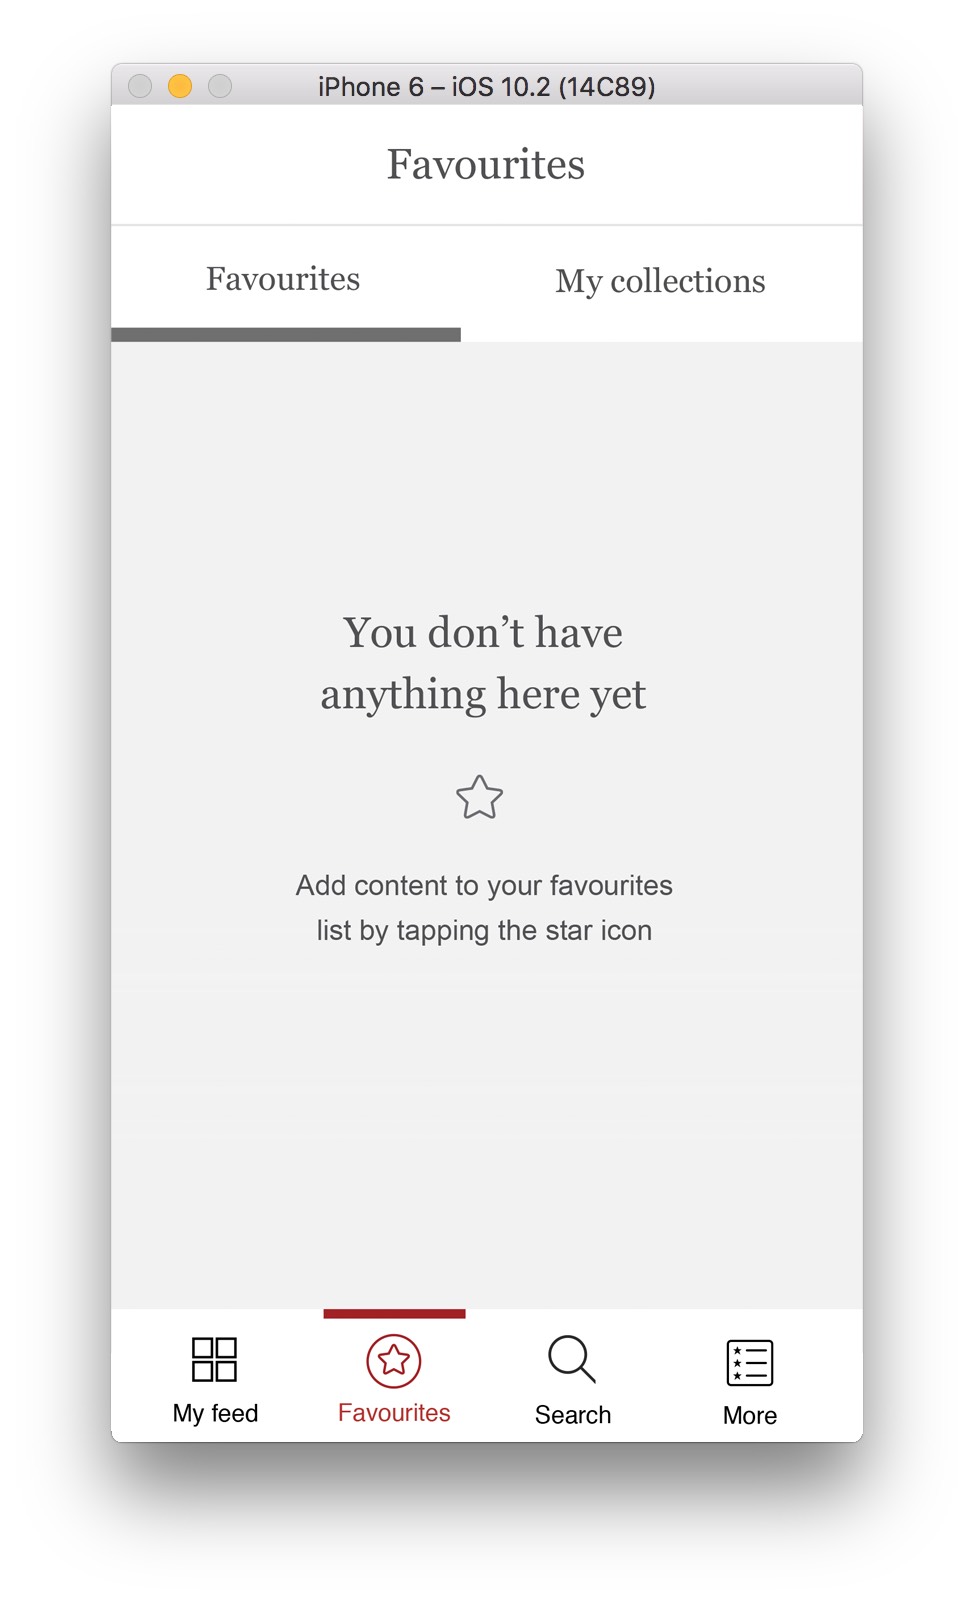 iPhone 6 – iOS 10.2 (14C89)
Favourites
Favourites
My collections
You don’t have
anything here yet
Add content to your favourites
list by tapping the star icon
My feed
Favourites
Search
More